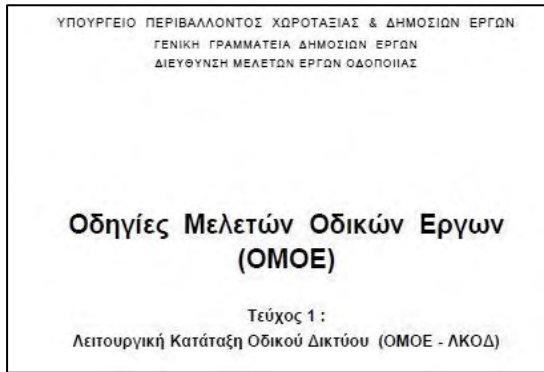 ΥΠΟΥΡΓΕΙΟ ΠΕΡΙΒΑΛΛΟΝΤΟΣ ΧΩΡΟΤΑΞΙΑΣ & ΔΗΜΟΣΙΩΝ ΕΡΓΩΝ
ΓΕΝΙΚΗ ΓΡΑΜΜΑΤΕΙΑ ΔΗΜΟΣΙΩΝ ΕΡΓΩΝ
ΔΙΕΥΘΥΝΣΗ ΜΕΛΕΤΩΝ ΕΡΓΩΝ ΟΔΟΠΟΙΙΑΣ
Οδηγίες Μελετών Οδικών Εργων
(ΟΜΟΕ)
Τεύχος 1 :
Λειτουργική Κατάταξη Οδικού Δικτύου (ΟΜΟΕ - ΛΚΟΔ)